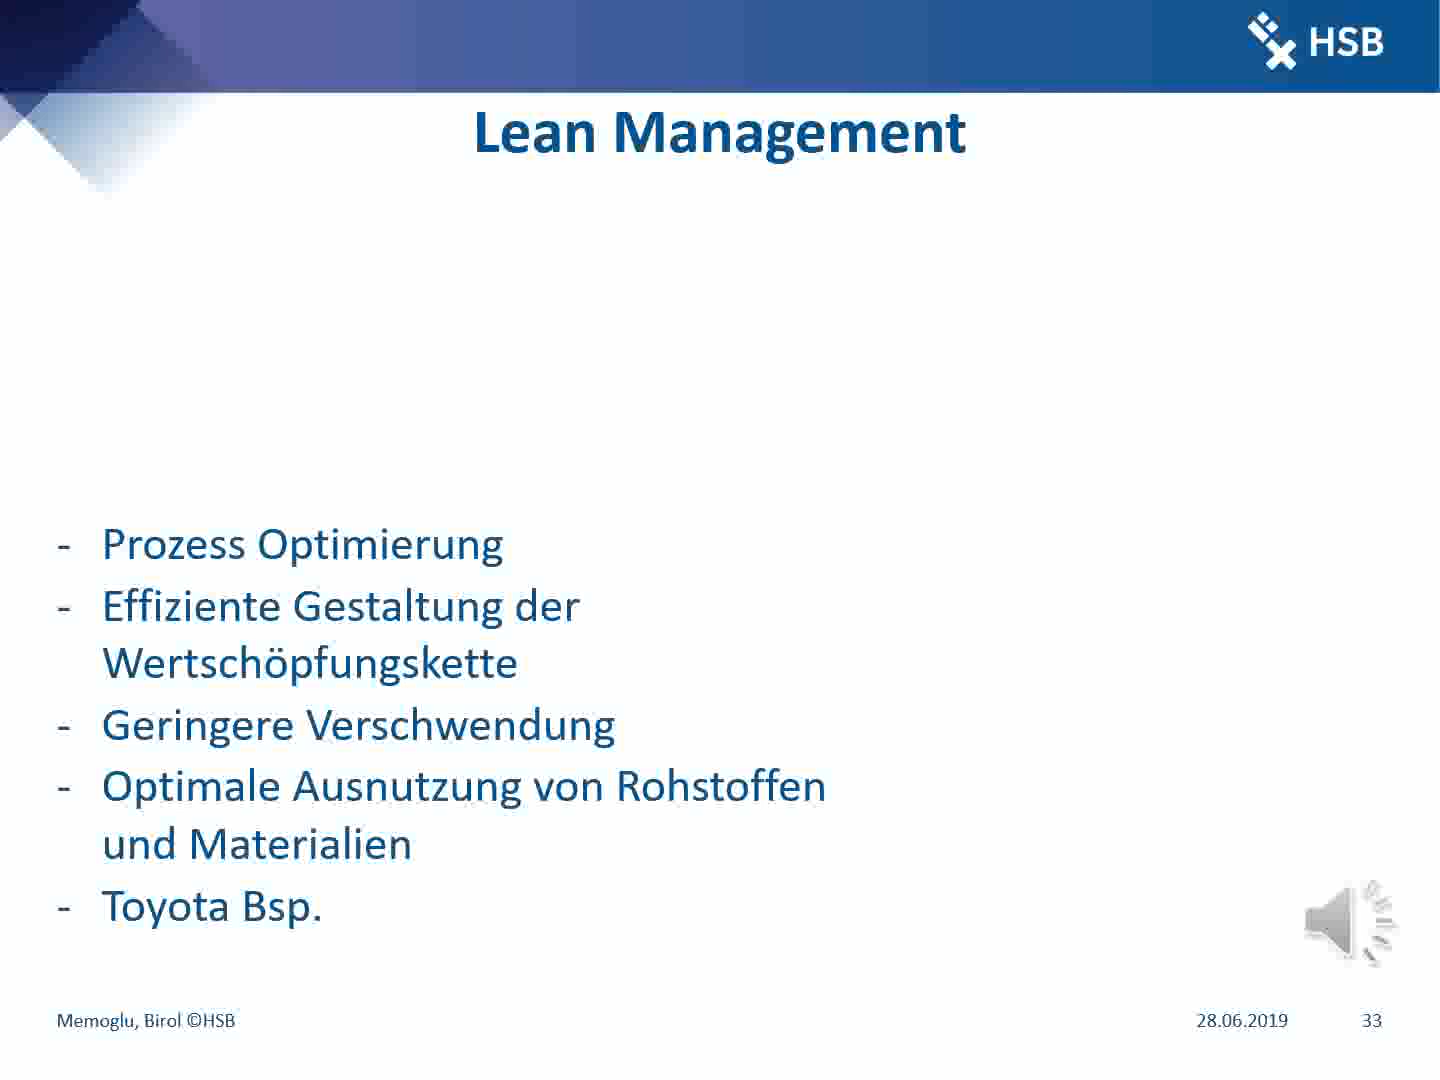 HSB
Lean Management
- Prozess Optimierung
- Effiziente Gestaltung der
Wertschöpfungskette
- Geringere Verschwendung
- Optimale Ausnutzung von Rohstoffen
und Materialien
- Toyota Bsp.
Memoglu, Birol ©HSB
28.06.2019
33